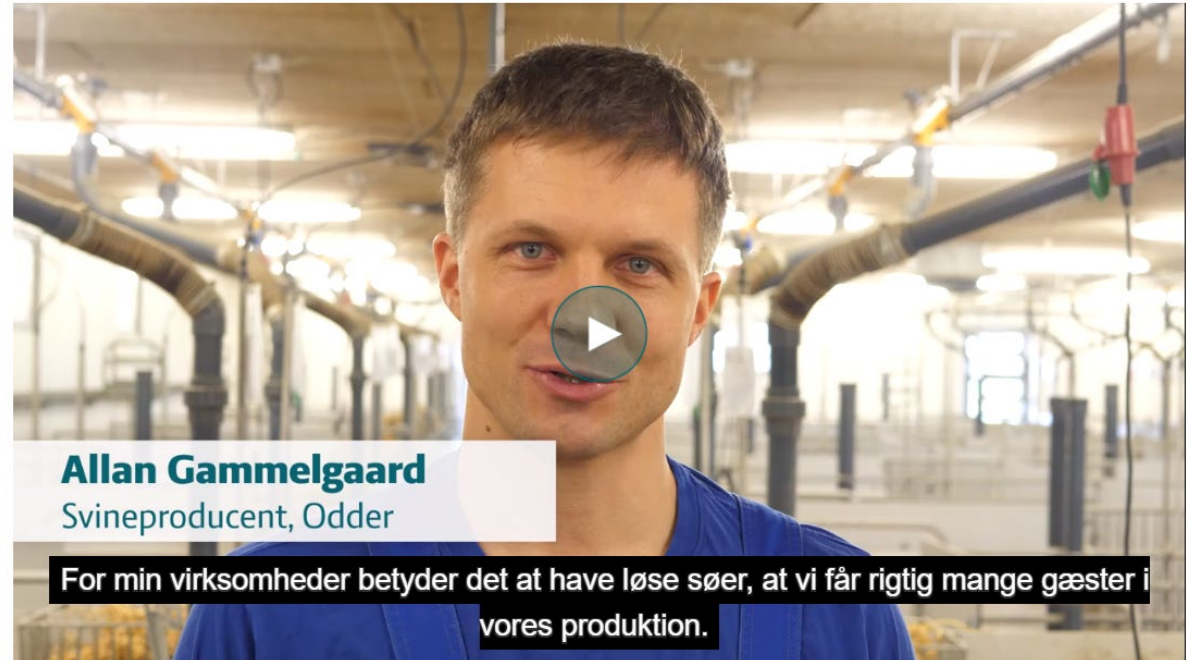 Allan Gammelgaard
Svineproducent, Odder
For min virksomheder betyder det at have løse søer, at vi får rigtig mange gæster i
vores produktion.